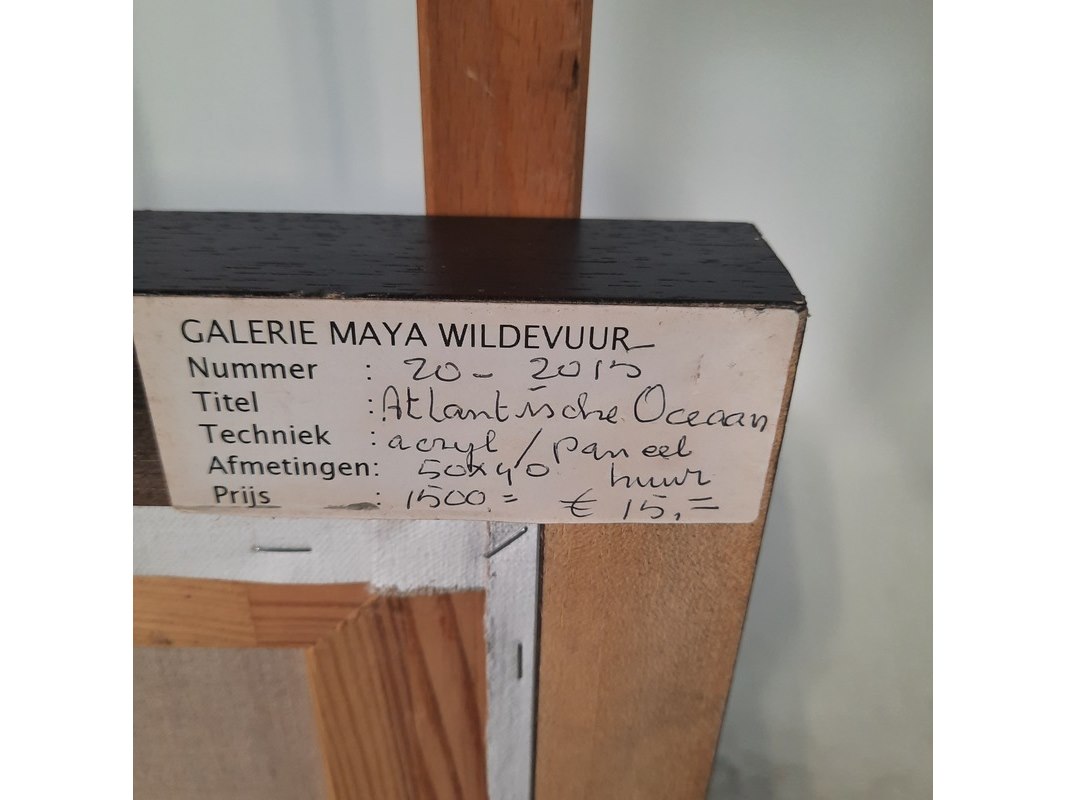 GALERIE MAYA WILDEVUUR
Nummer : 20 - 2015
Titel : Atlantische Oceaan
Techniek : acryl / paneel
Afmetingen: 50x40 huur
Prijs : 1500.= € 15,=